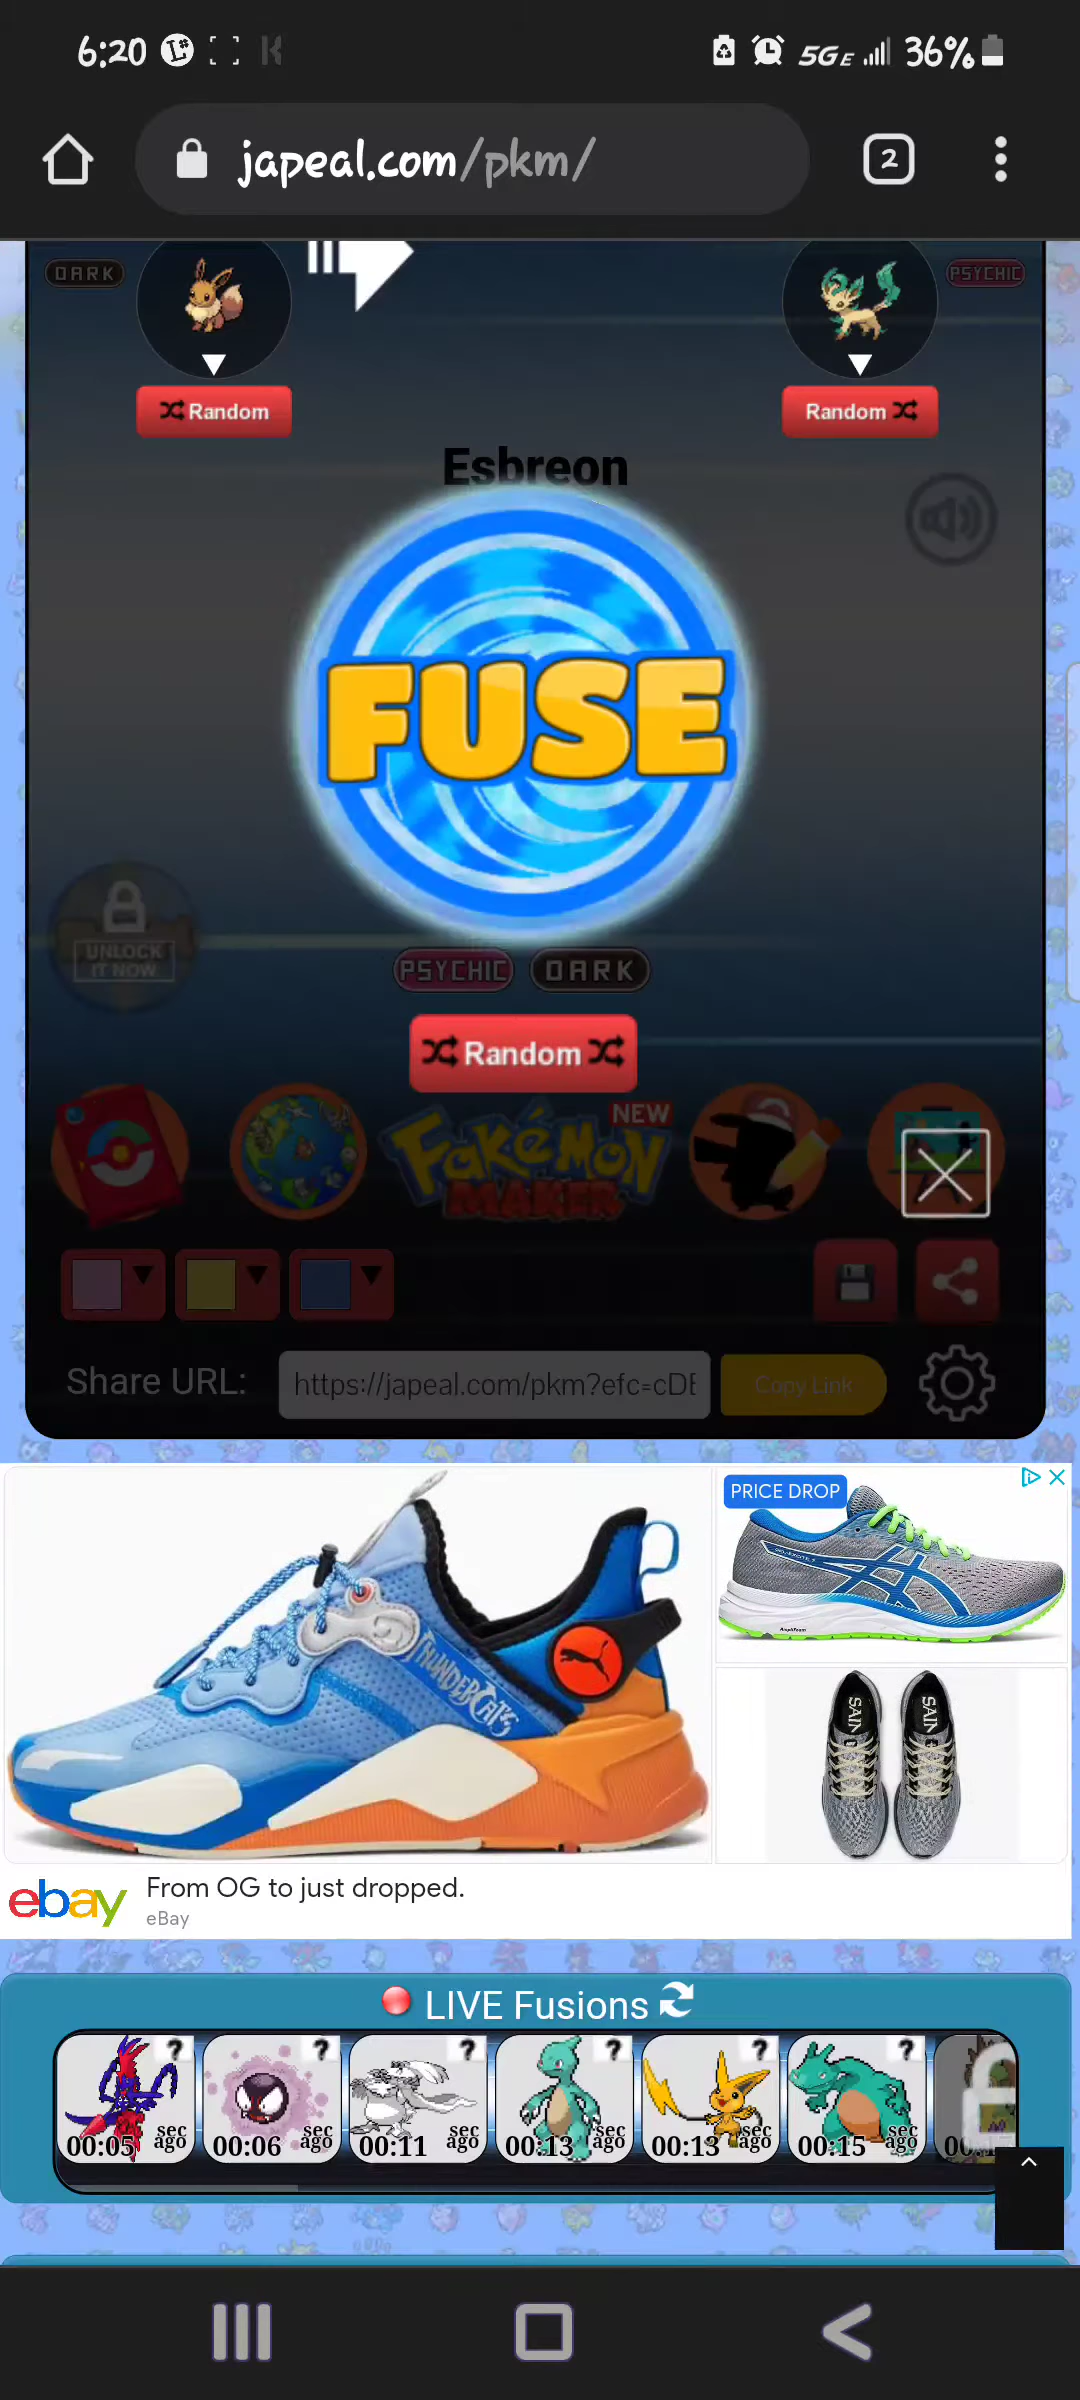 6:20
5GE 36%
japeal.com/pkm/
2
DARK
PSYCHIC
Random
Random
Esbreon
FUSE
UNLOCK
IT NOW
PSYCHIC
DARK
Random
Fakémon
MAKER
NEW
Share URL:
https://japeal.com/pkm?efc=cDE
Copy Link
THUNDERCATS
PRICE DROP
ebay
From OG to just dropped.
eBay
LIVE Fusions
?
?
?
?
?
?
00:05 sec ago
00:06 sec ago
00:11 sec ago
00:13 sec ago
00:13 sec ago
00:15 sec ago